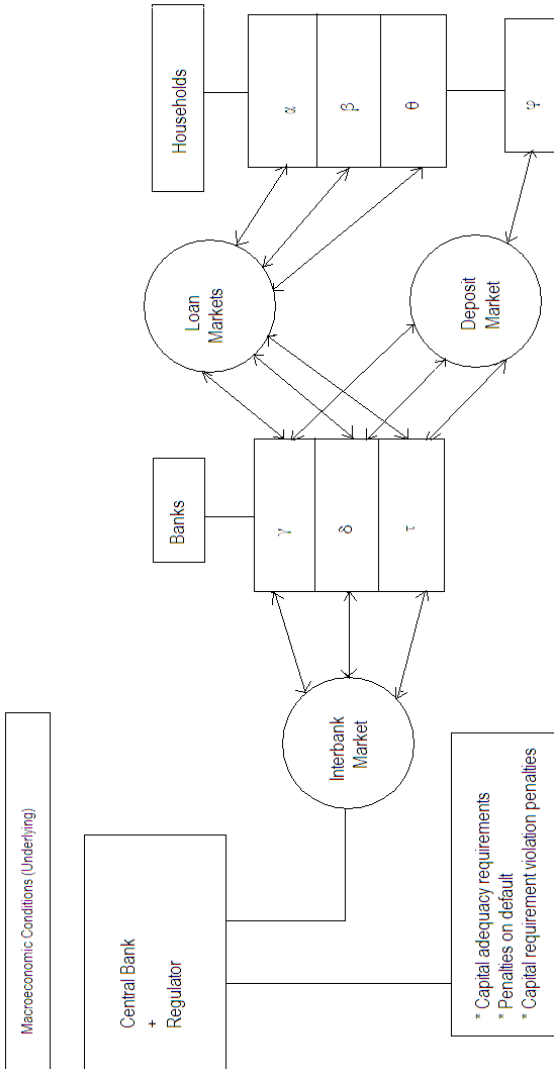 Macroeconomic Conditions (Underlying)
Central Bank
+
Regulator
* Capital adequacy requirements
* Penalties on default
* Capital requirement violation penalties
Interbank
Market
Banks
γ
δ
τ
Loan
Markets
Deposit
Market
Households
α
β
θ
φ